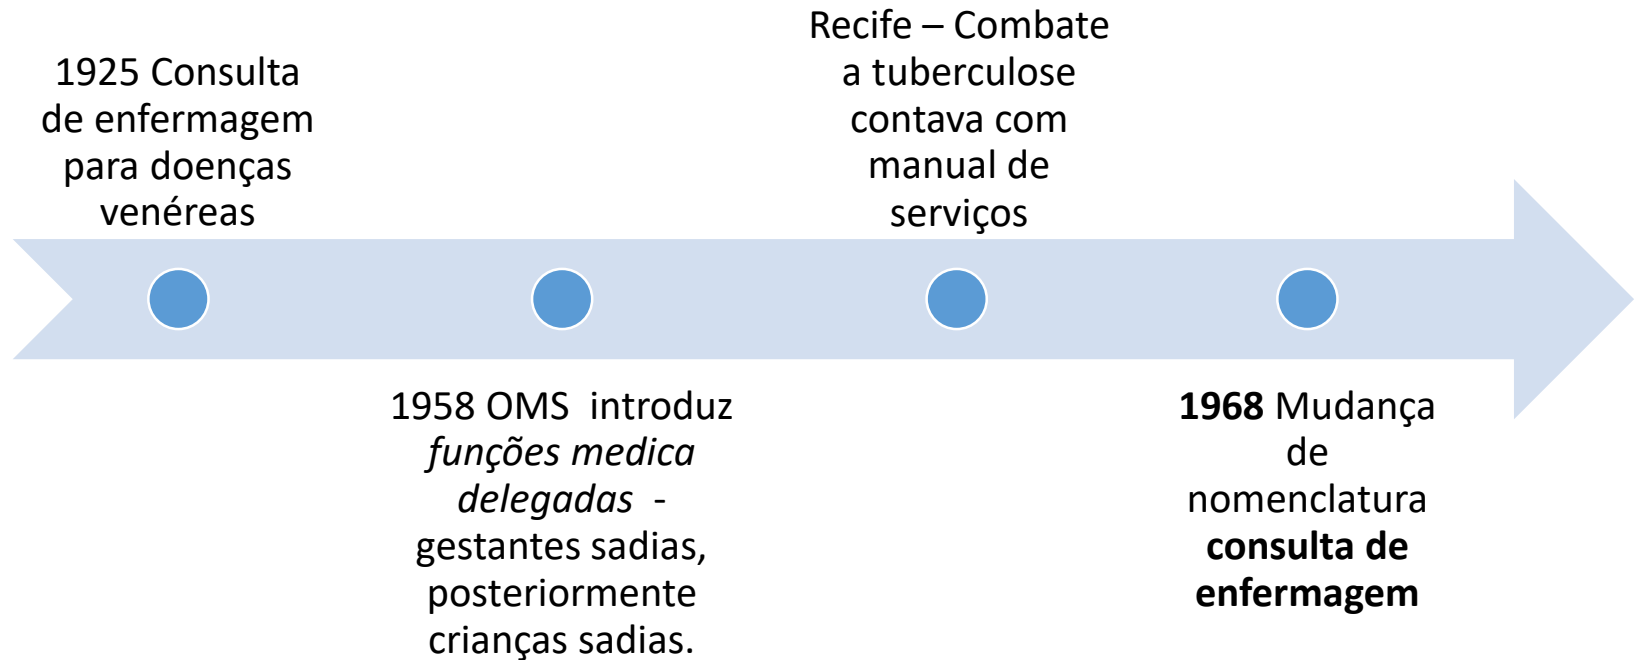 1925 Consulta
de enfermagem
para doenças
venéreas
1958 OMS introduz
funções medica
delegadas -
gestantes sadias,
posteriormente
crianças sadias.
Recife – Combate
a tuberculose
contava com
manual de
serviços
1968 Mudança
de
nomenclatura
consulta de
enfermagem